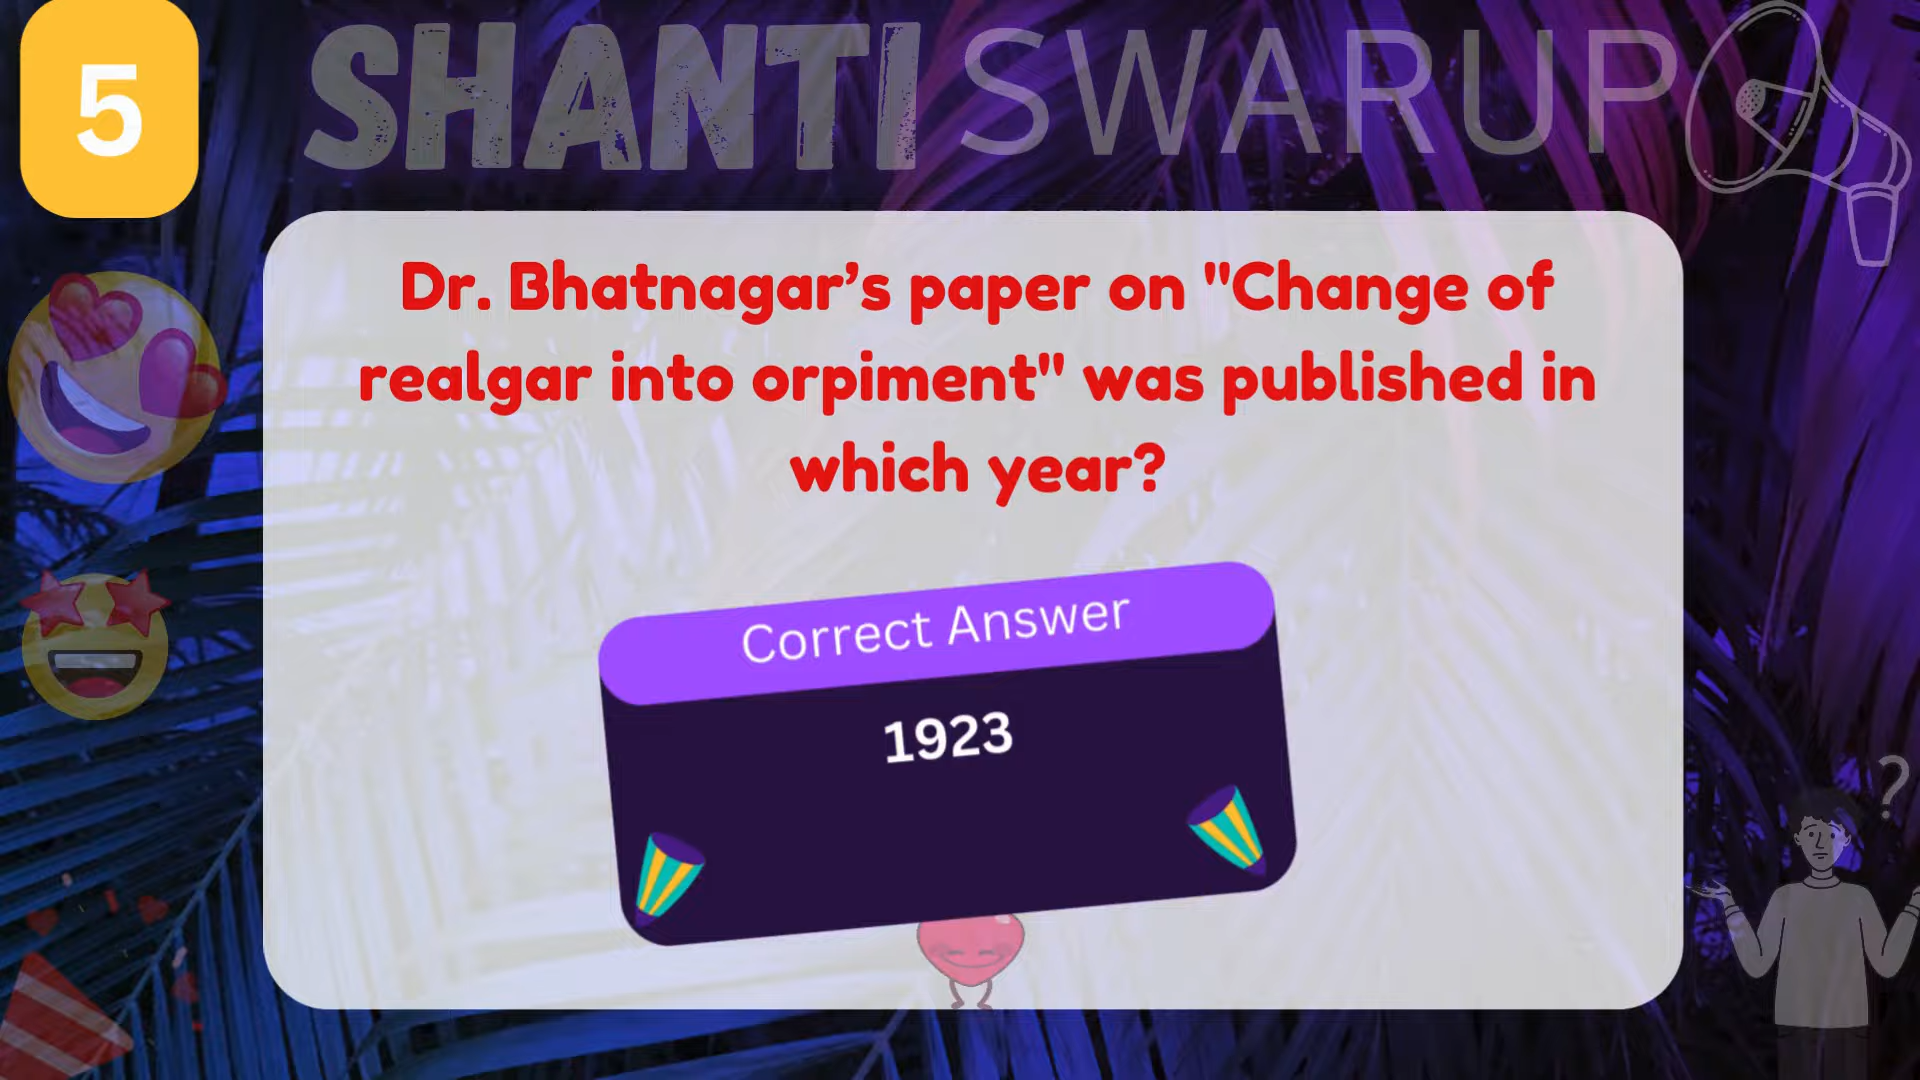 5
SHANTI SWARUP
Dr. Bhatnagar’s paper on "Change of
realgar into orpiment" was published in
which year?
Correct Answer
1923
?